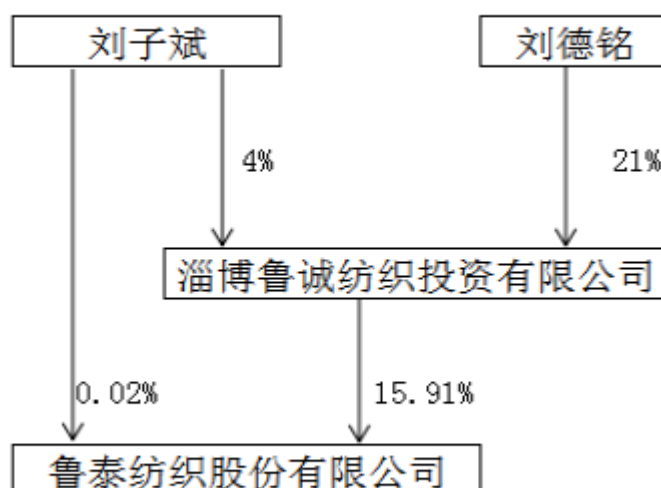 刘子斌
刘德铭
4%
21%
淄博鲁诚纺织投资有限公司
0.02%
15.91%
鲁泰纺织股份有限公司